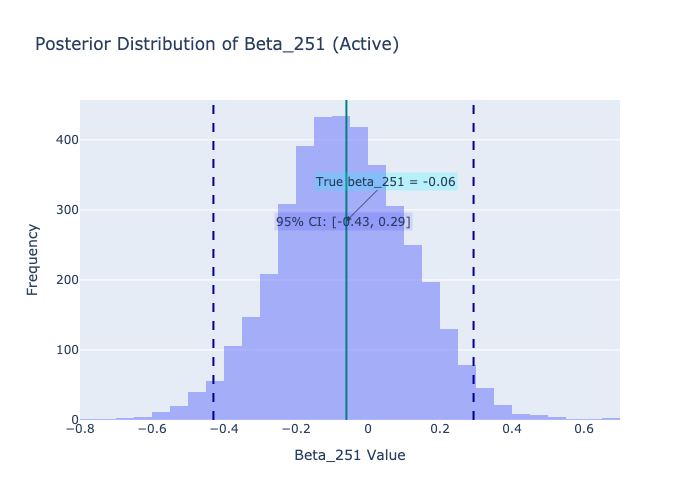 Posterior Distribution of Beta_251 (Active)
400
True beta_251 = -0.06
300
95% CI: [-0.43, 0.29]
Frequency
200
100
0
−0.8 −0.6 −0.4 −0.2 0 0.2 0.4 0.6
Beta_251 Value